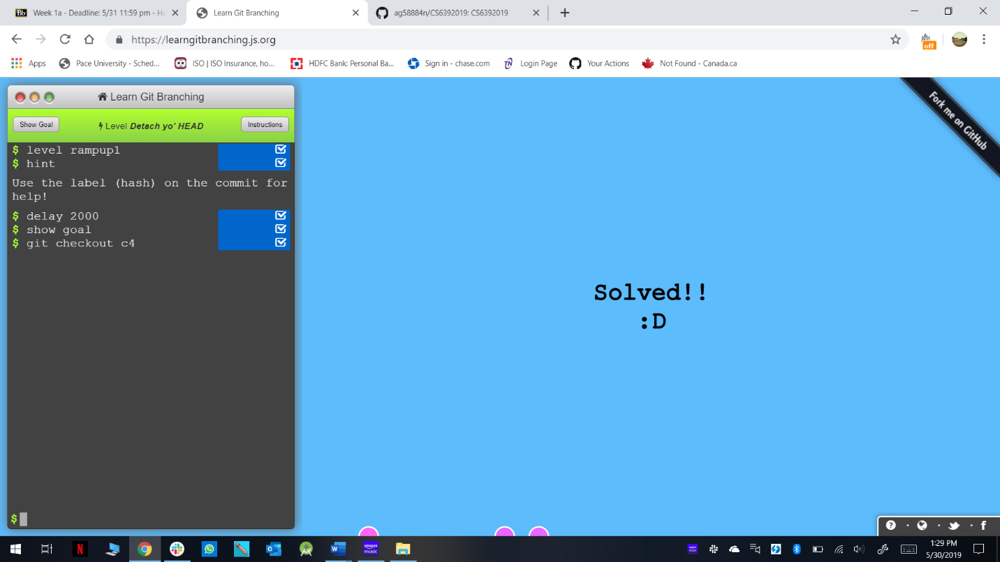 Week 1a - Deadline: 5/31 11:59 pm - Ha
Learn Git Branching
ag58884n/CS6392019: CS6392019
https://learngitbranching.js.org
off
Apps
Pace University - Sched...
ISO | ISO Insurance, ho...
HDFC Bank: Personal Ba...
Sign in - chase.com
Login Page
Your Actions
Not Found - Canada.ca
Learn Git Branching
Show Goal
Level Detach yo' HEAD
Instructions
$ level rampup1
$ hint
Use the label (hash) on the commit for
help!
$ delay 2000
$ show goal
$ git checkout c4
$
Solved!!
:D
Fork me on GitHub
1:29 PM
5/30/2019